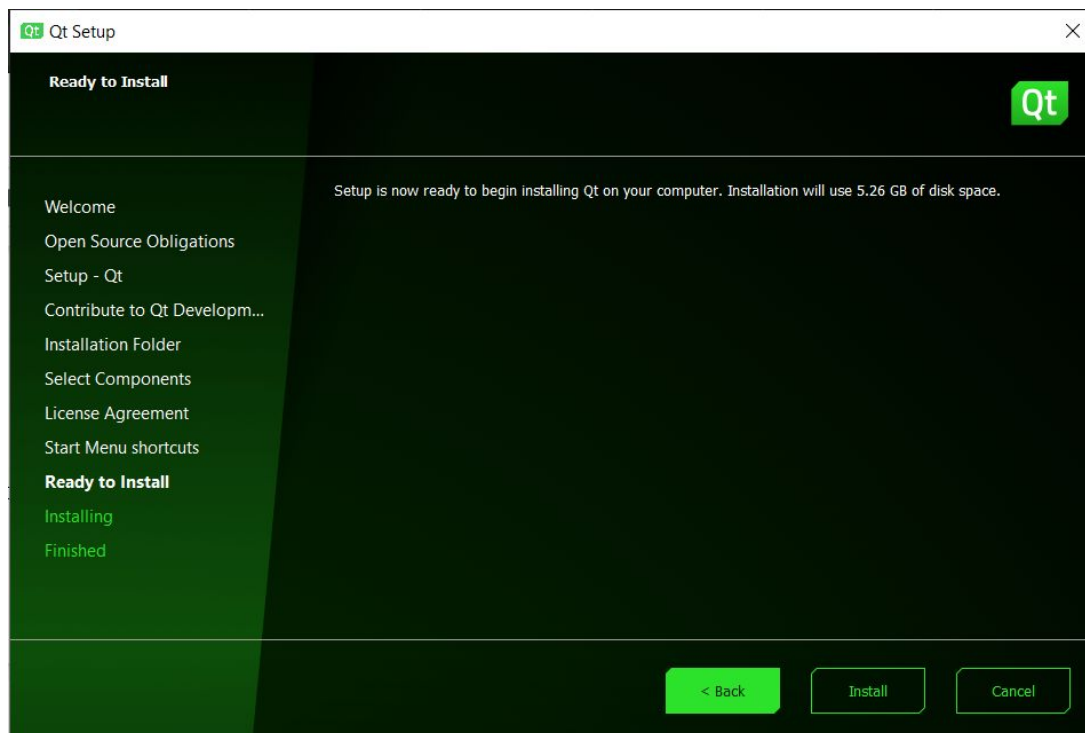 Qt Qt Setup
Ready to Install
Qt
Setup is now ready to begin installing Qt on your computer. Installation will use 5.26 GB of disk space.
Welcome
Open Source Obligations
Setup - Qt
Contribute to Qt Developm...
Installation Folder
Select Components
License Agreement
Start Menu shortcuts
Ready to Install
Installing
Finished
< Back Install Cancel